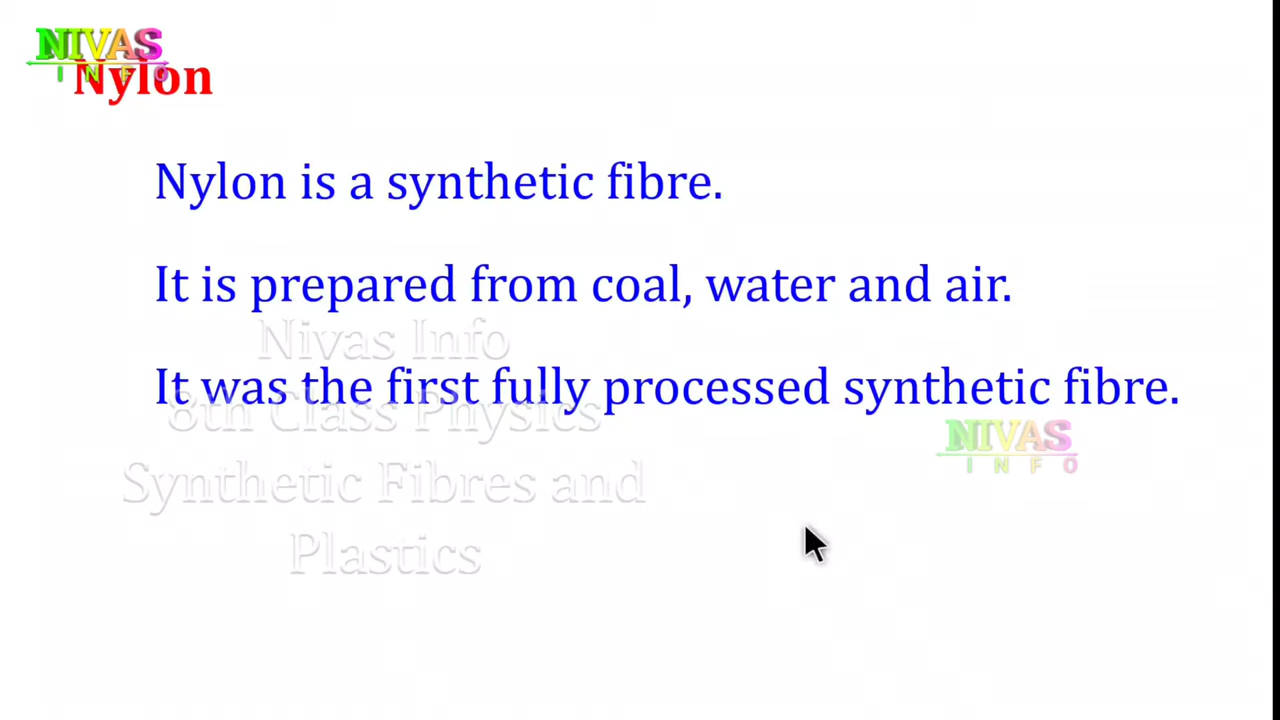 NIVAS
INFO
Nylon
Nylon is a synthetic fibre.
It is prepared from coal, water and air.
Nivas Info
It was the first fully processed synthetic fibre.
8th Class Physics
NIVAS
INFO
Synthetic Fibres and
Plastics